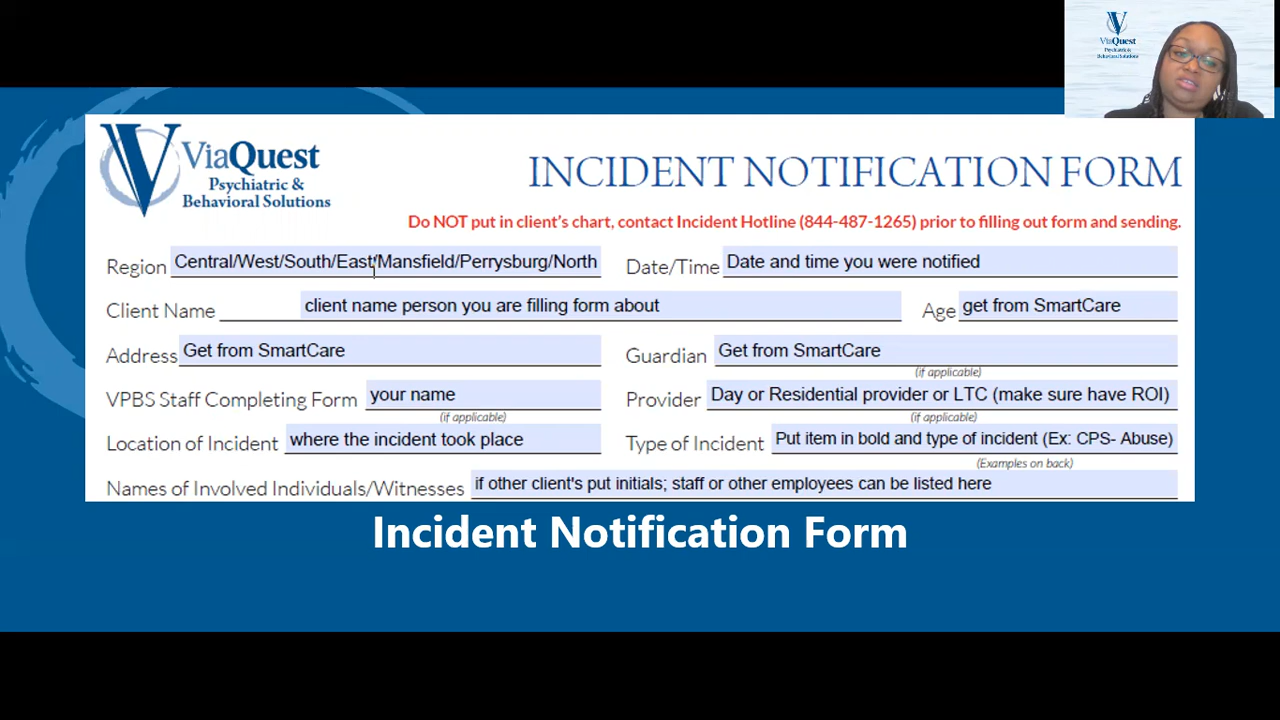 ViaQuest
Psychiatric &
Behavioral Solutions
ViaQuest
Psychiatric &
Behavioral Solutions
INCIDENT NOTIFICATION FORM
Do NOT put in client's chart, contact Incident Hotline (844-487-1265) prior to filling out form and sending.
Region Central/West/South/East/Mansfield/Perrysburg/North Date/Time Date and time you were notified
Client Name client name person you are filling form about Age get from SmartCare
Address Get from SmartCare Guardian Get from SmartCare
(if applicable)
VPBS Staff Completing Form your name Provider Day or Residential provider or LTC (make sure have ROI)
(if applicable) (if applicable)
Location of Incident where the incident took place Type of Incident Put item in bold and type of incident (Ex: CPS- Abuse)
(Examples on back)
Names of Involved Individuals/Witnesses if other client's put initials; staff or other employees can be listed here
Incident Notification Form